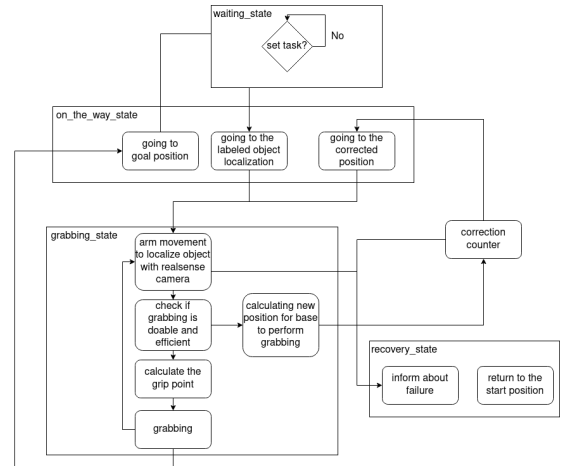 waiting_state
set task?
No
on_the_way_state
going to
goal position
going to the
labeled object
localization
going to the
corrected
position
grabbing_state
arm movement
to localize object
with realsense
camera
correction
counter
check if
grabbing is
doable and
efficient
calculating new
position for base
to perform
grabbing
recovery_state
calculate the
grip point
inform about
failure
return to the
start position
grabbing